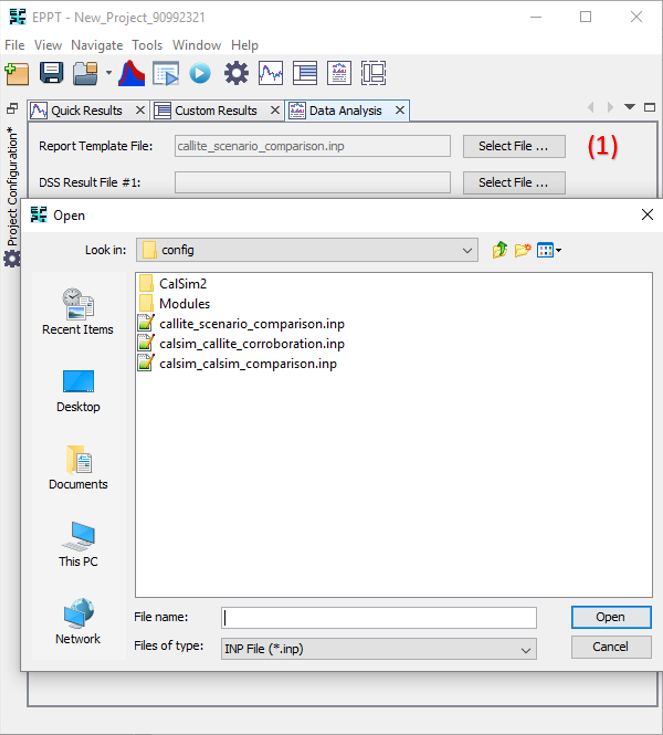 EPPT - New_Project_90992321
File View Navigate Tools Window Help
Quick Results Custom Results Data Analysis
Project Configuration*
Report Template File: callite_scenario_comparison.inp Select File ... (1)
DSS Result File #1: Select File ...
Open
Look in: config
Recent Items
Desktop
Documents
This PC
Network
CalSim2
Modules
callite_scenario_comparison.inp
calsim_callite_corroboration.inp
calsim_calsim_comparison.inp
File name: Open
Files of type: INP File (*.inp) Cancel